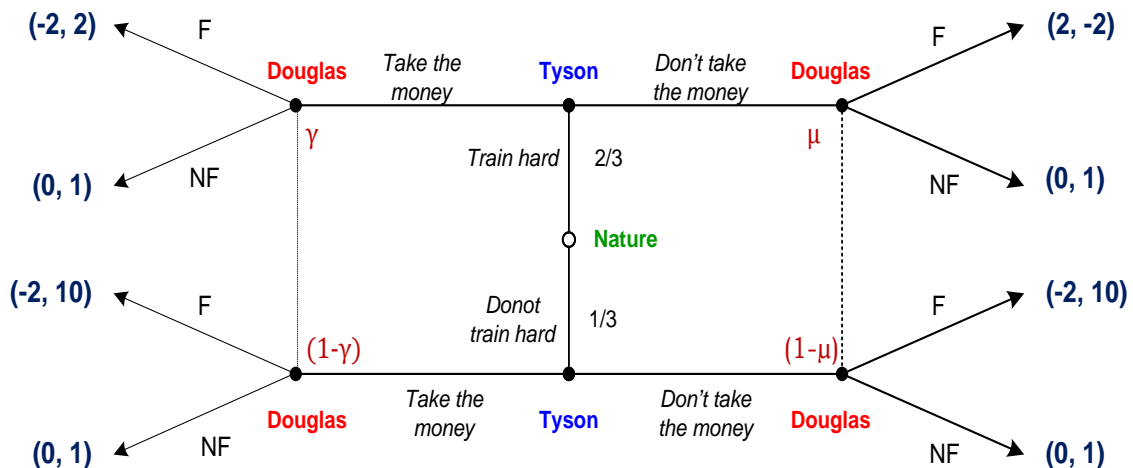 (-2, 2)
F
(2, -2)
F
Douglas
Take the
money
Tyson
Don't take
the money
Douglas
γ
μ
(0, 1)
NF
Train hard
2/3
NF
(0, 1)
Nature
(-2, 10)
F
Donot
train hard
1/3
F
(-2, 10)
(1-γ)
(1-μ)
Douglas
Take the
money
Tyson
Don't take
the money
Douglas
(0, 1)
NF
NF
(0, 1)